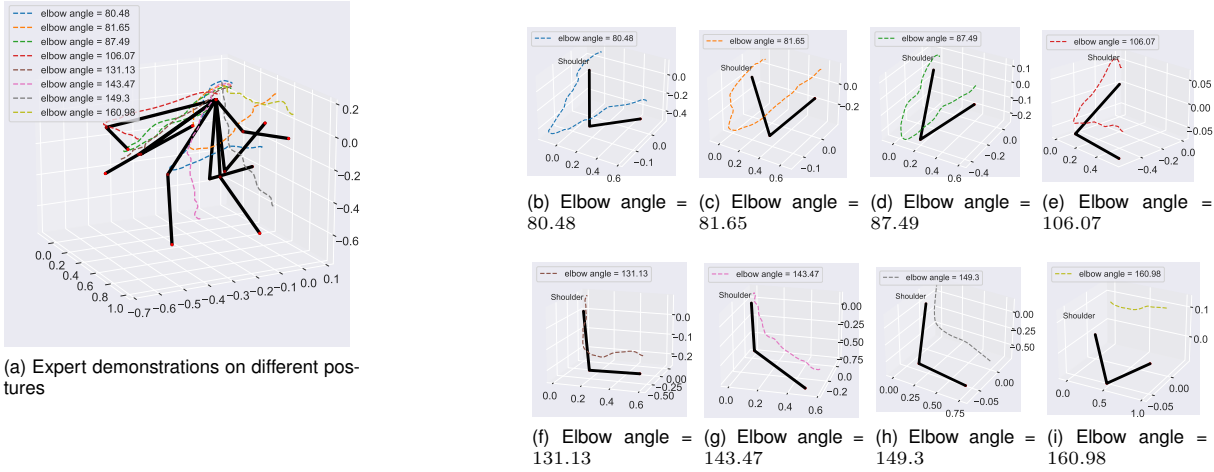 elbow angle = 80.48
elbow angle = 81.65
elbow angle = 87.49
elbow angle = 106.07
elbow angle = 131.13
elbow angle = 143.47
elbow angle = 149.3
elbow angle = 160.98
0.2
0.0
−0.2
−0.4
−0.6
0.0
0.2
0.4
0.6
0.8
1.0
−0.7
−0.6
−0.5
−0.4
−0.3
−0.2
−0.1
0.0
0.1
(a) Expert demonstrations on different pos-
tures
elbow angle = 80.48
Shoulder
0.0
−0.2
−0.4
−0.1
0.0
0.2
0.4
0.6
(b) Elbow angle =
80.48
elbow angle = 81.65
Shoulder
0.0
−0.2
−0.1
0.0
0.2
0.4
0.6
(c) Elbow angle =
81.65
elbow angle = 87.49
Shoulder
0.1
0.0
−0.1
−0.2
0.0
−0.2
−0.4
0.0
0.2
0.4
0.6
(d) Elbow angle =
87.49
elbow angle = 106.07
Shoulder
0.05
0.00
−0.05
0.0
−0.2
−0.4
0.0
0.2
0.4
0.6
(e) Elbow angle =
106.07
elbow angle = 131.13
Shoulder
0.0
−0.1
−0.2
0.00
−0.25
0.0
0.2
0.4
0.6
(f) Elbow angle =
131.13
elbow angle = 143.47
Shoulder
0.00
−0.25
−0.50
−0.75
0.0
−0.2
0.0
0.2
0.4
0.6
(g) Elbow angle =
143.47
elbow angle = 149.3
Shoulder
0.00
−0.25
−0.50
0.00
−0.05
0.00
0.25
0.50
0.75
(h) Elbow angle =
149.3
elbow angle = 160.98
Shoulder
0.1
0.0
0.00
−0.05
0.0
0.5
1.0
(i) Elbow angle =
160.98